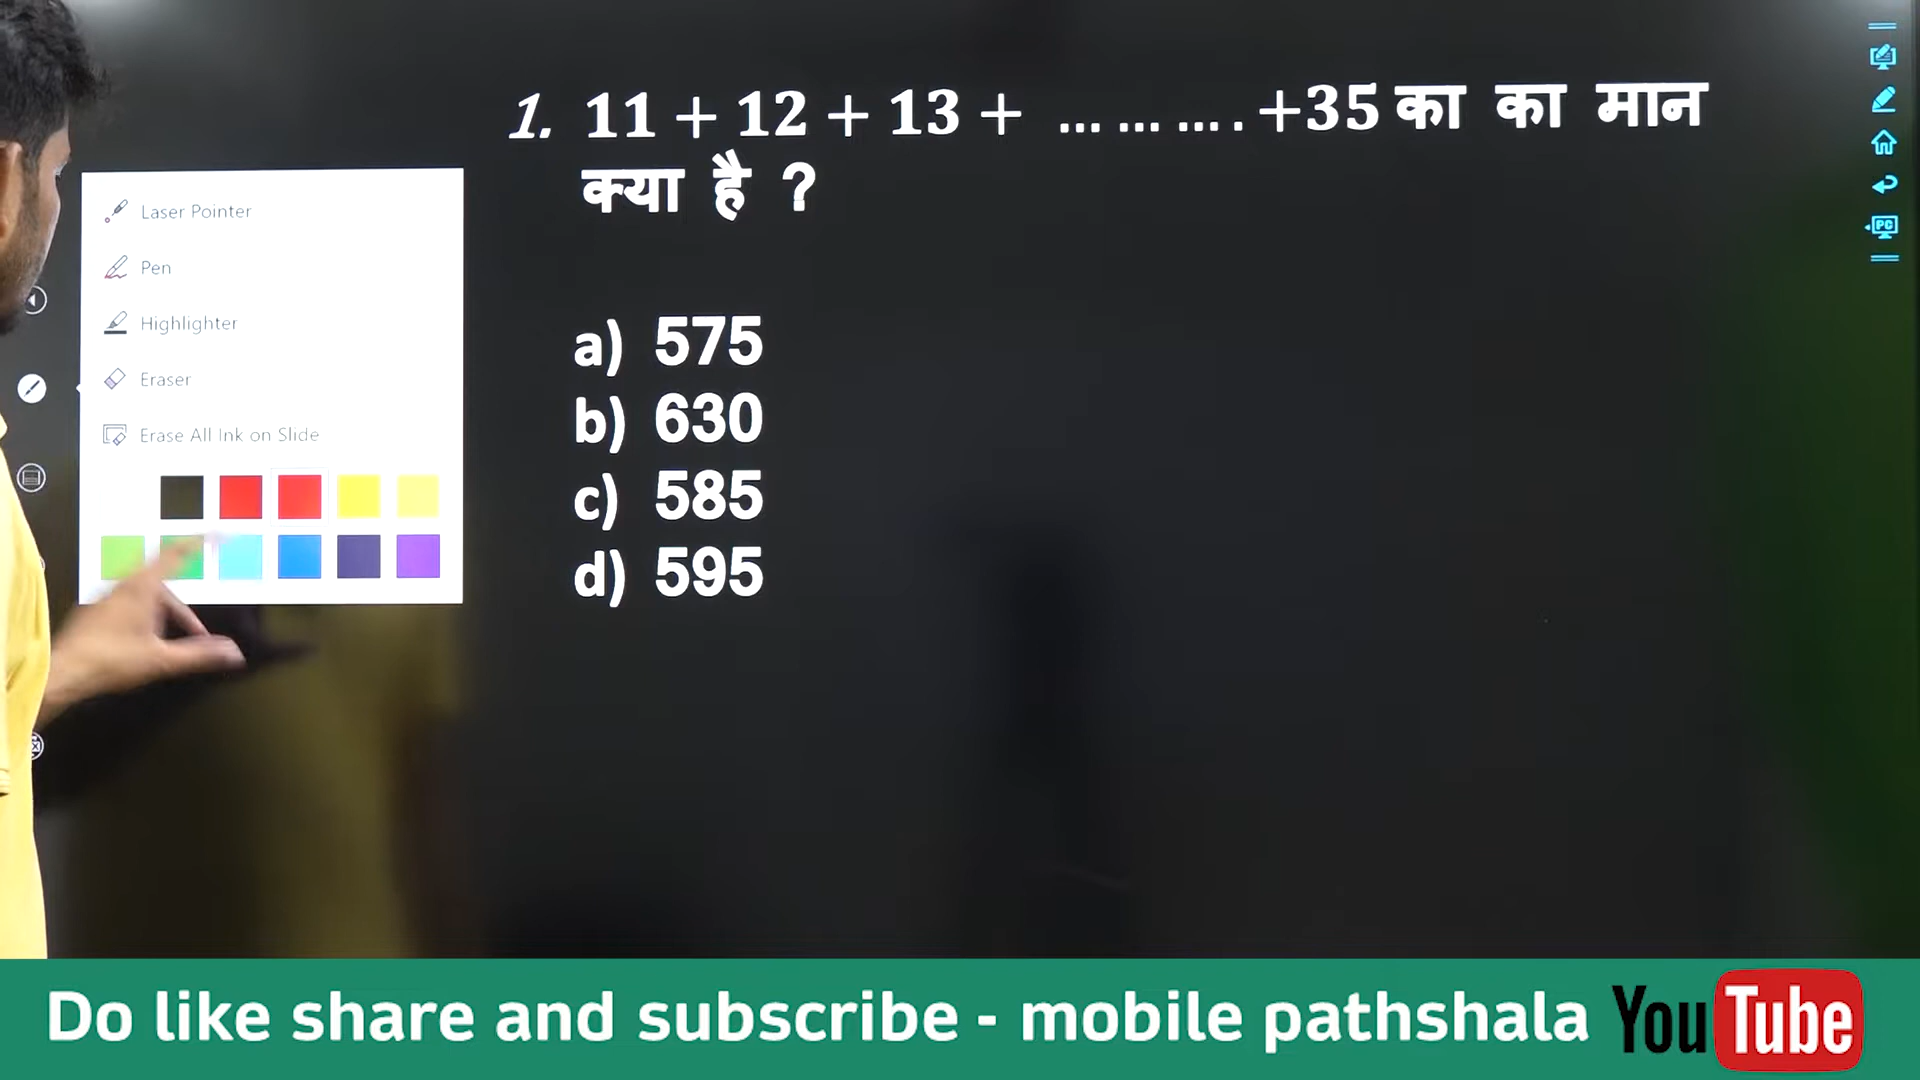 1. 11 + 12 + 13 + ... ... ... . +35 का का मान
क्या है ?
Laser Pointer
Pen
Highlighter
Eraser
Erase All Ink on Slide
a) 575
b) 630
c) 585
d) 595
PC
Do like share and subscribe - mobile pathshala YouTube